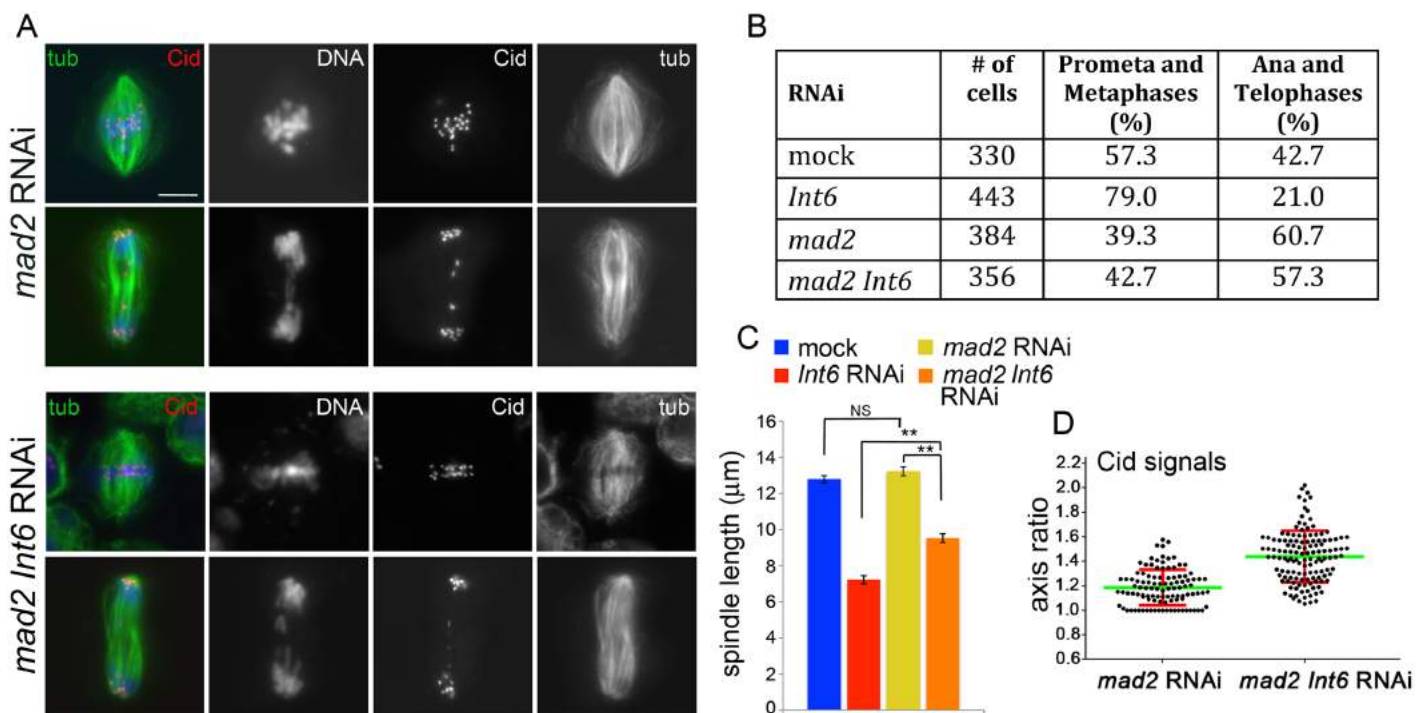 A
tub Cid DNA Cid tub
mad2 RNAi
tub Cid DNA Cid tub
mad2 Int6 RNAi
B
RNAi # of cells Prometa and Metaphases (%) Ana and Telophases (%)
mock 330 57.3 42.7
Int6 443 79.0 21.0
mad2 384 39.3 60.7
mad2 Int6 356 42.7 57.3
C
mock mad2 RNAi
Int6 RNAi mad2 Int6
RNAi
NS
**
**
spindle length (μm)
16
14
12
10
8
6
4
2
0
D
Cid signals
axis ratio
2.2
2.0
1.8
1.6
1.4
1.2
1.0
0.8
0.6
mad2 RNAi mad2 Int6 RNAi